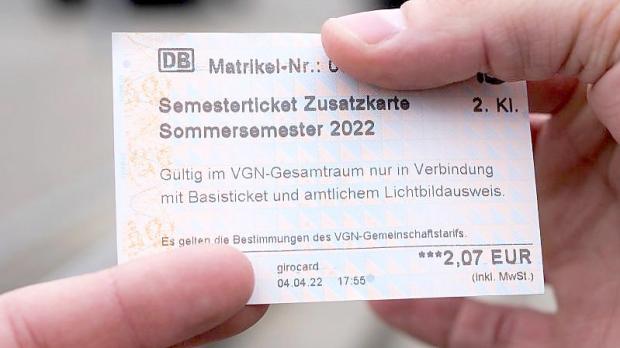 DB Matrikel-Nr.:
Semesterticket Zusatzkarte 2. Kl.
Sommersemester 2022
Gültig im VGN-Gesamtraum nur in Verbindung
mit Basisticket und amtlichem Lichtbildausweis.
Es gelten die Bestimmungen des VGN-Gemeinschaftstarifs.
girocard ***2,07 EUR
04.04.22 17:55 (inkl. MwSt.)